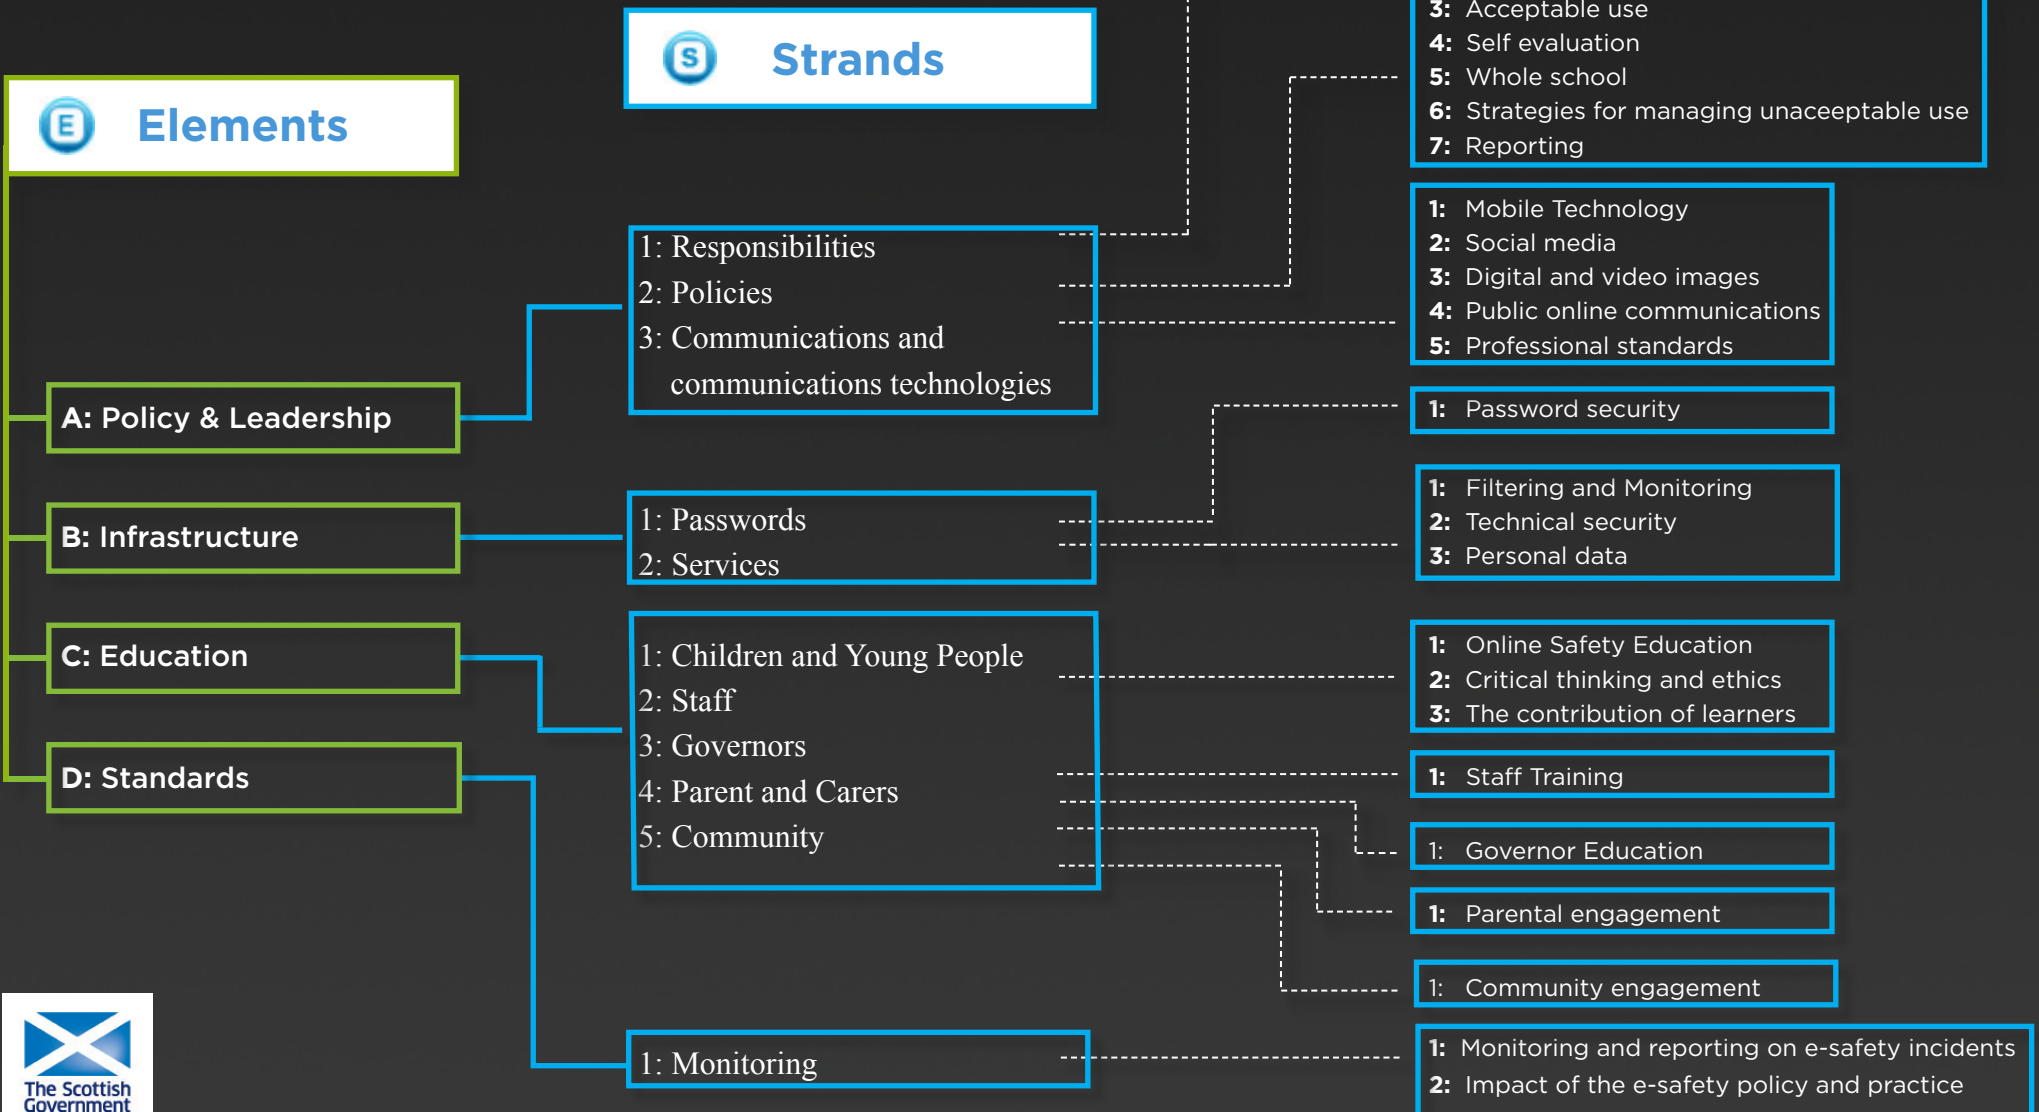 Elements
A: Policy & Leadership
B: Infrastructure
C: Education
D: Standards
The Scottish
Government
Strands
1: Responsibilities
2: Policies
3: Communications and
communications technologies
1: Passwords
2: Services
1: Children and Young People
2: Staff
3: Governors
4: Parent and Carers
5: Community
1: Monitoring
3: Acceptable use
4: Self evaluation
5: Whole school
6: Strategies for managing unaceeptable use
7: Reporting
1: Mobile Technology
2: Social media
3: Digital and video images
4: Public online communications
5: Professional standards
1: Password security
1: Filtering and Monitoring
2: Technical security
3: Personal data
1: Online Safety Education
2: Critical thinking and ethics
3: The contribution of learners
1: Staff Training
1: Governor Education
1: Parental engagement
1: Community engagement
1: Monitoring and reporting on e-safety incidents
2: Impact of the e-safety policy and practice